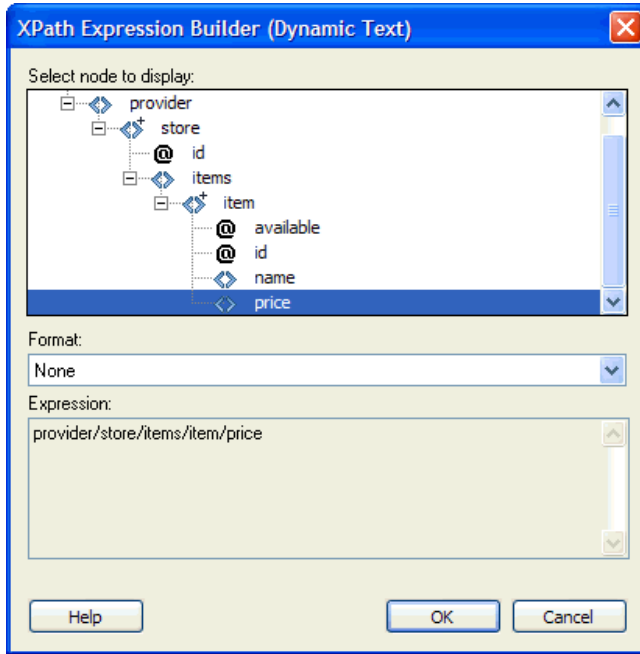 XPath Expression Builder (Dynamic Text)
Select node to display:
provider
store
@ id
items
item
@ available
@ id
name
price
Format:
None
Expression:
provider/store/items/item/price
Help OK Cancel